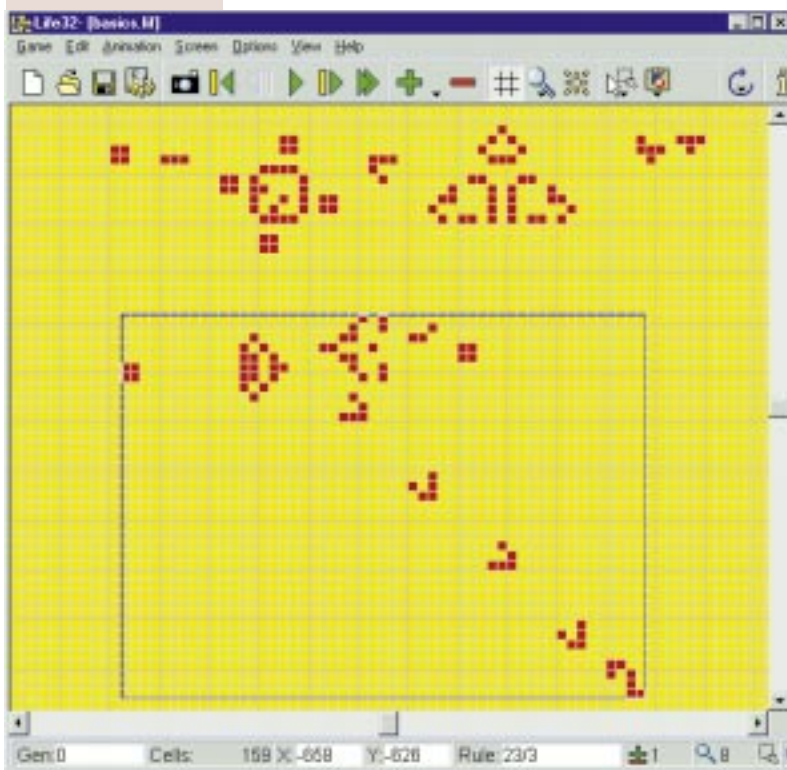 Life32- [basics.lif]
Game Edit Animation Screen Options View Help
Gen:0 Cells: 159 X:-658 Y:-626 Rule: 23/3 1 8